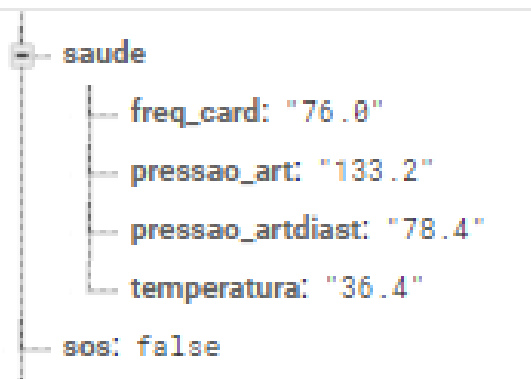 saude
freq_card: "76.0"
pressao_art: "133.2"
pressao_artdiast: "78.4"
temperatura: "36.4"
sos: false